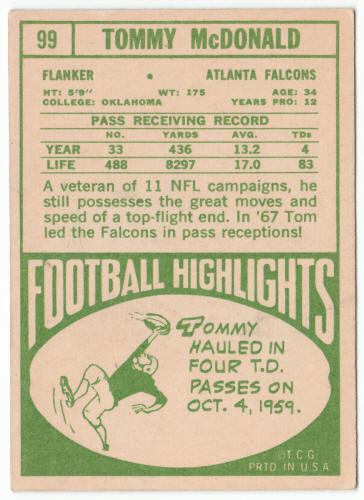 99 TOMMY McDONALD
FLANKER • ATLANTA FALCONS
HT: 5'9" WT: 175 AGE: 34
COLLEGE: OKLAHOMA YEARS PRO: 12
PASS RECEIVING RECORD
NO. YARDS AVG. TDs
YEAR 33 436 13.2 4
LIFE 488 8297 17.0 83
A veteran of 11 NFL campaigns, he
still possesses the great moves and
speed of a top-flight end. In '67 Tom
led the Falcons in pass receptions!
FOOTBALL HIGHLIGHTS
TOMMY
HAULED IN
FOUR T.D.
PASSES ON
OCT. 4, 1959.
©T.C.G.
PRTD IN U.S.A.